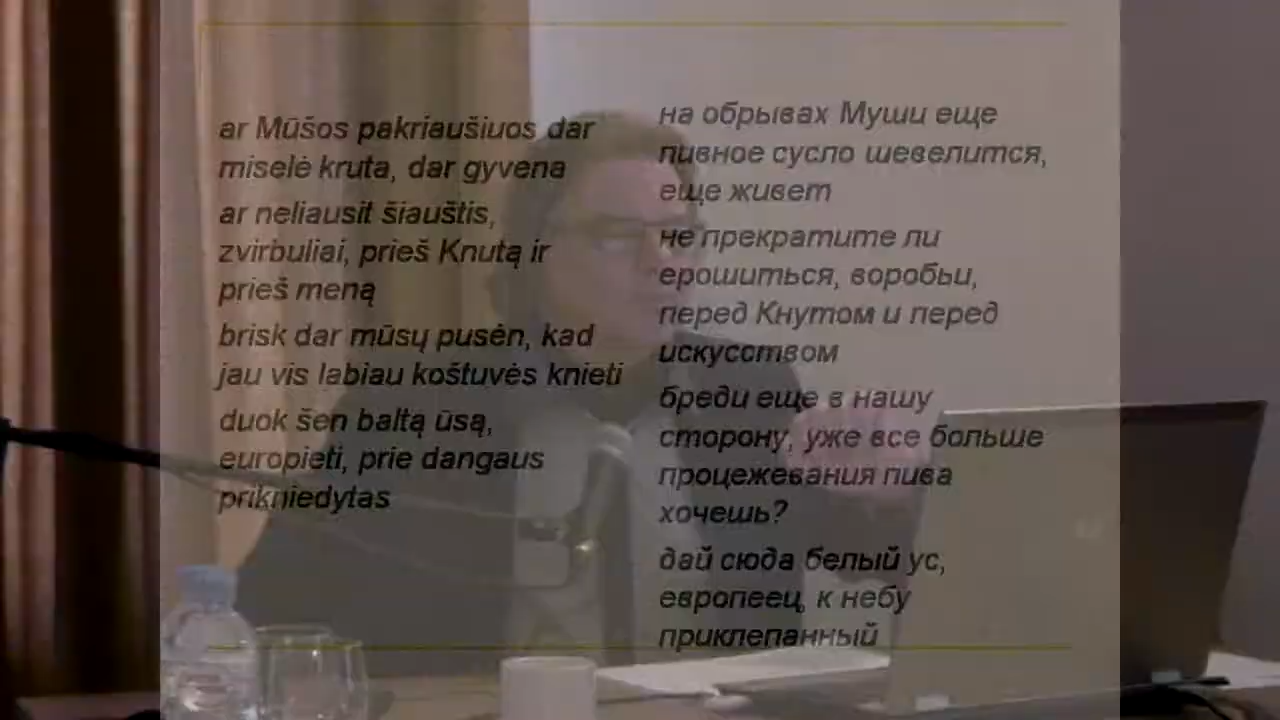 ar Mūšos pakriaušiuos dar
miselė kruta, dar gyvena
ar neliausit šiauštis,
zvirbuliai, prieš Knutą ir
prieš meną
brisk dar mūsų pusėn, kad
jau vis labiau koštuvės knieti
duok šen baltą ūsą,
europieti, prie dangaus
prikniedytas
на обрывах Муши еще
пивное сусло шевелится,
еще живет
не прекратите ли
ерошиться, воробьи,
перед Кнутом и перед
искусством
бреди еще в нашу
сторону, уже все больше
процежевания пива
хочешь?
дай сюда белый ус,
европеец, к небу
приклепанный